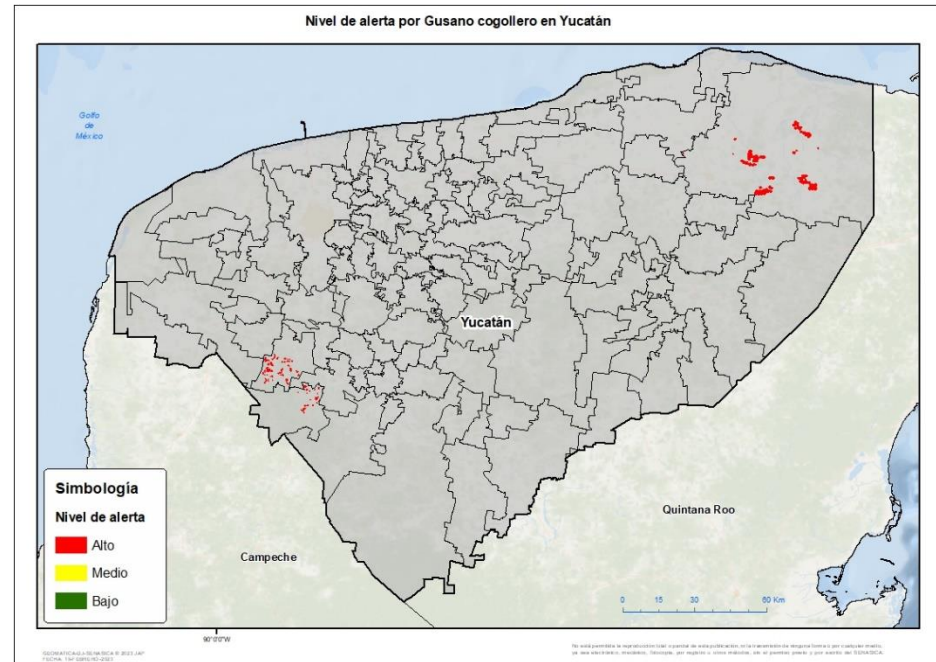 Nivel de alerta por Gusano cogollero en Yucatán
Golfo
de
México
Yucatán
Quintana Roo
Campeche
Simbología
Nivel de alerta
Alto
Medio
Bajo
0 15 30 60 Km
90°0'0"W